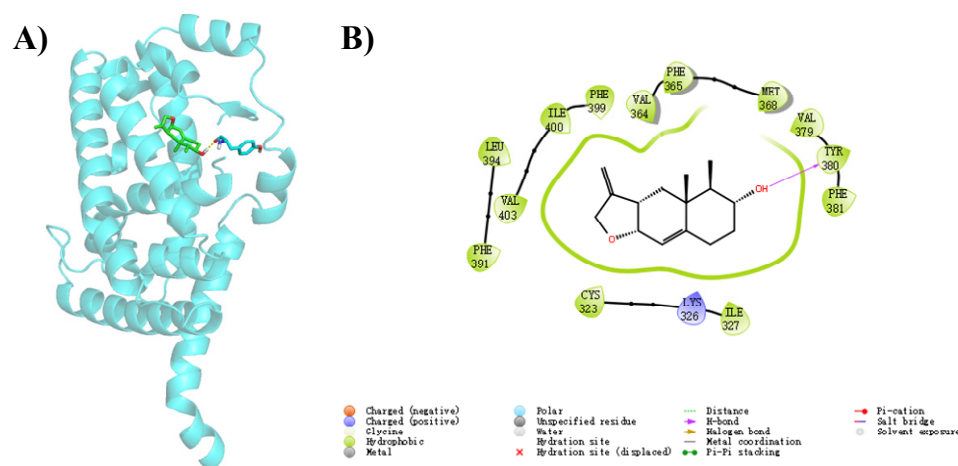 A)
B)
PHE
365
VAL
364
MET
368
PHE
399
ILE
400
VAL
379
TYR
380
PHE
381
LEU
394
VAL
403
PHE
391
OH
O
CYS
323
LYS
326
ILE
327
Charged (negative)
Charged (positive)
Glycine
Hydrophobic
Metal
Polar
Unspecified residue
Water
Hydration site
Hydration site (displaced)
Distance
H-bond
Halogen bond
Metal coordination
Pi-Pi stacking
Pi-cation
Salt bridge
Solvent exposure